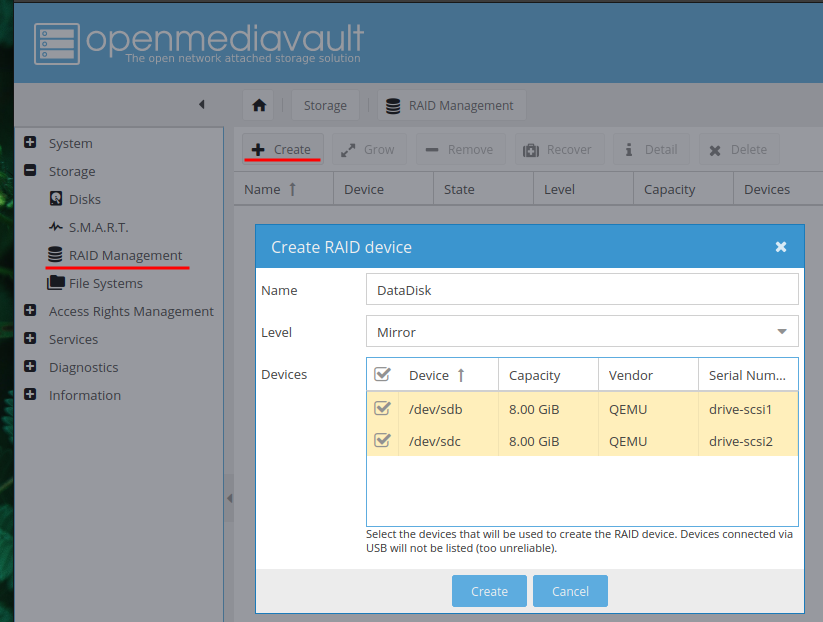 openmediavault
The open network attached storage solution
Storage
RAID Management
System
Storage
Disks
S.M.A.R.T.
RAID Management
File Systems
Access Rights Management
Services
Diagnostics
Information
Create Grow Remove Recover Detail Delete
Name Device State Level Capacity Devices
Create RAID device
Name DataDisk
Level Mirror
Devices
Device Capacity Vendor Serial Num...
/dev/sdb 8.00 GiB QEMU drive-scsi1
/dev/sdc 8.00 GiB QEMU drive-scsi2
Select the devices that will be used to create the RAID device. Devices connected via
USB will not be listed (too unreliable).
Create Cancel